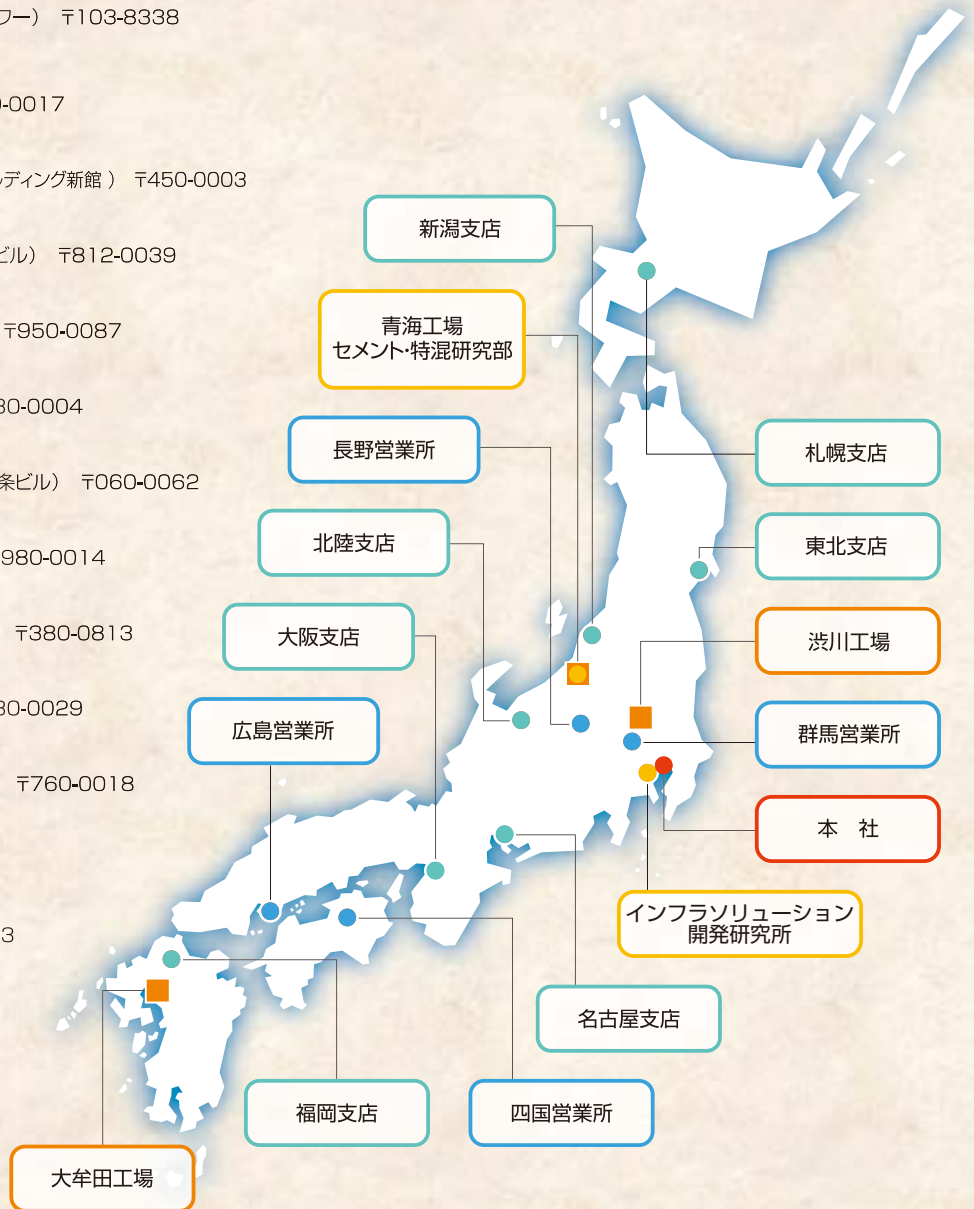 ワー） 〒103-8338
-0017
ルディング新館 ） 〒450-0003
ビル） 〒812-0039
〒950-0087
30-0004
条ビル） 〒060-0062
980-0014
〒380-0813
30-0029
〒760-0018
3
新潟支店
青海工場
セメント・特混研究部
長野営業所
北陸支店
大阪支店
広島営業所
札幌支店
東北支店
渋川工場
群馬営業所
本　社
インフラソリューション
開発研究所
名古屋支店
福岡支店
四国営業所
大牟田工場